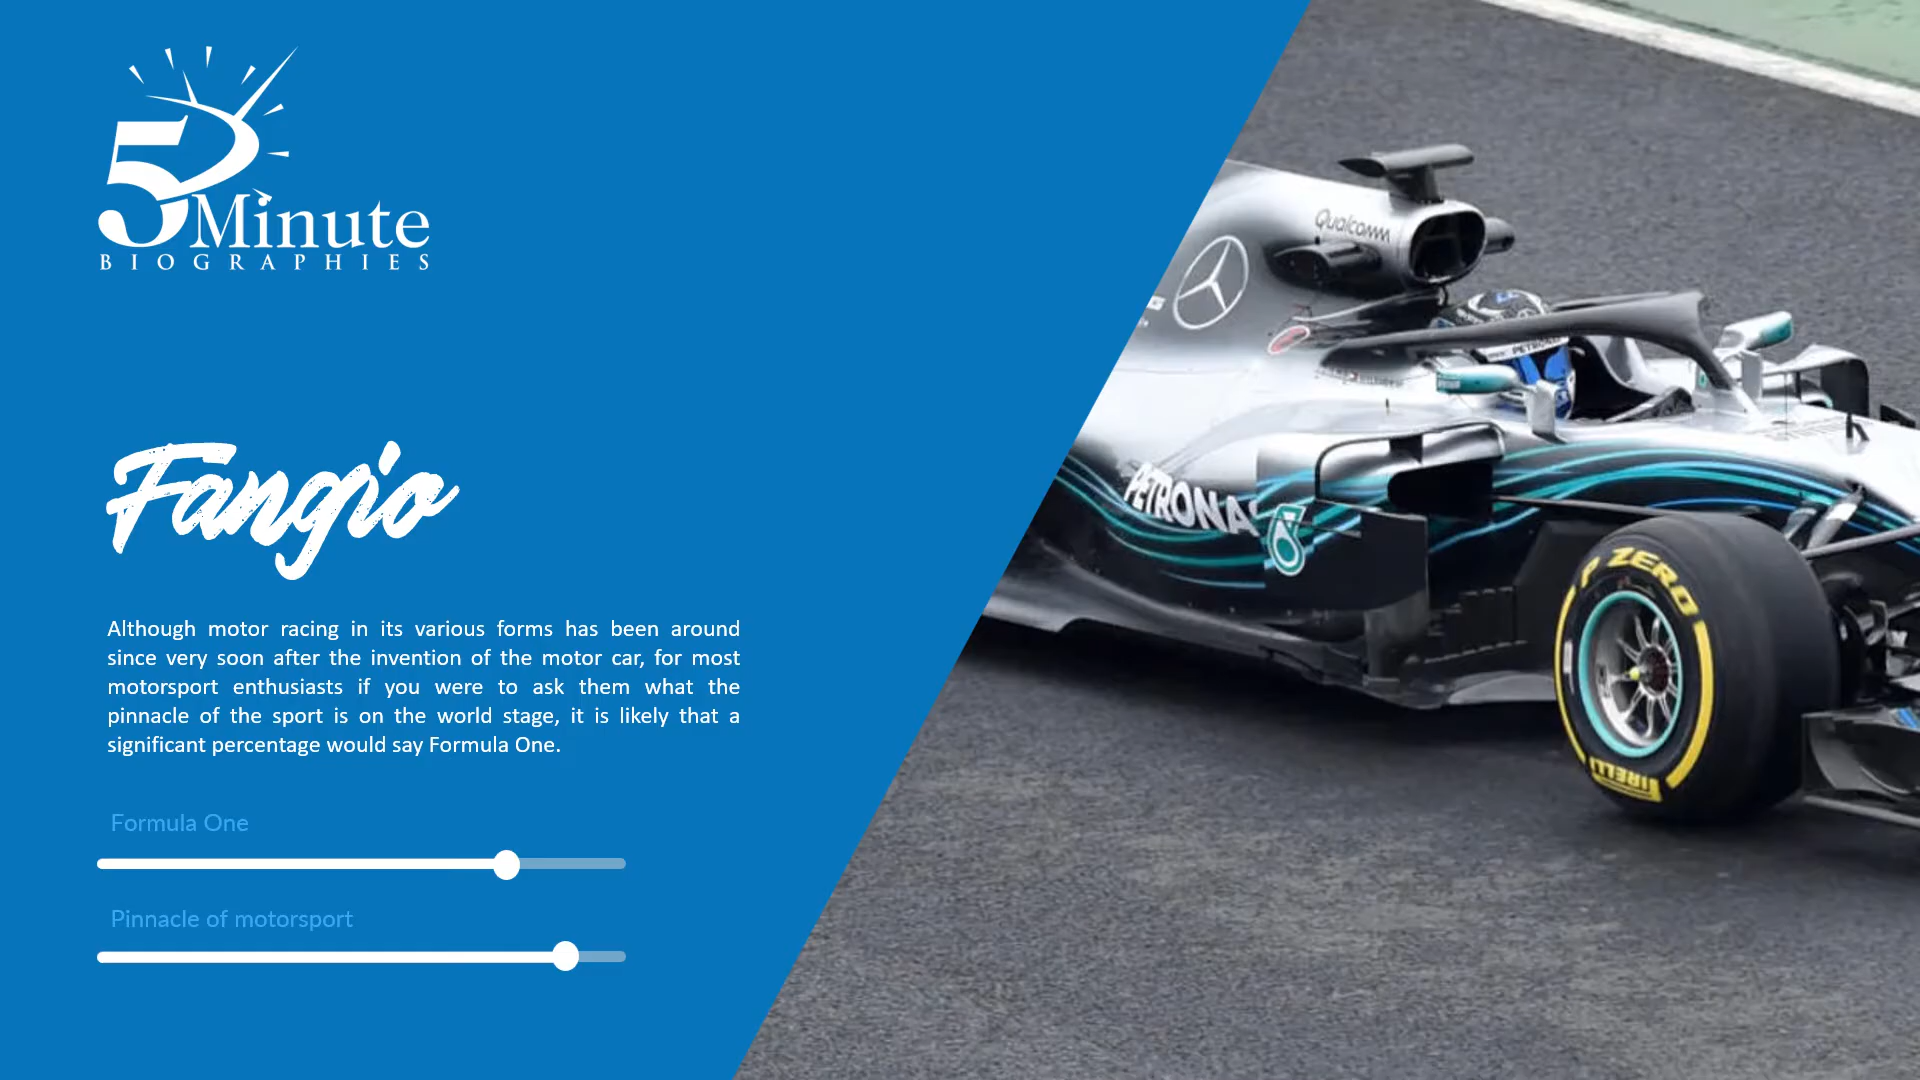 5 Minute
BIOGRAPHIES
Fangio
Although motor racing in its various forms has been around
since very soon after the invention of the motor car, for most
motorsport enthusiasts if you were to ask them what the
pinnacle of the sport is on the world stage, it is likely that a
significant percentage would say Formula One.
Formula One
Pinnacle of motorsport
Qualcomm
PETRONAS
PETRONAS
P ZERO
PIRELLI